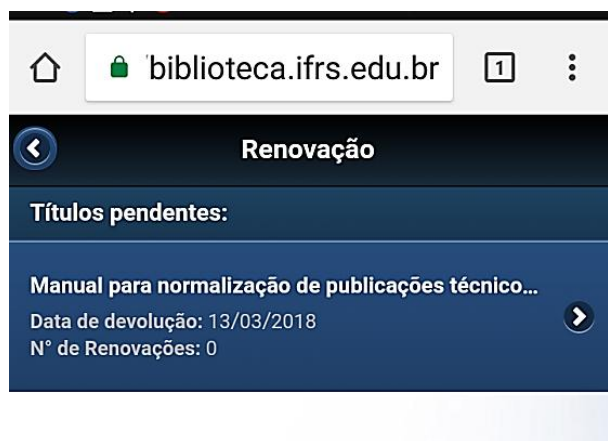 biblioteca.ifrs.edu.br
1
Renovação
Títulos pendentes:
Manual para normalização de publicações técnico...
Data de devolução: 13/03/2018
N° de Renovações: 0